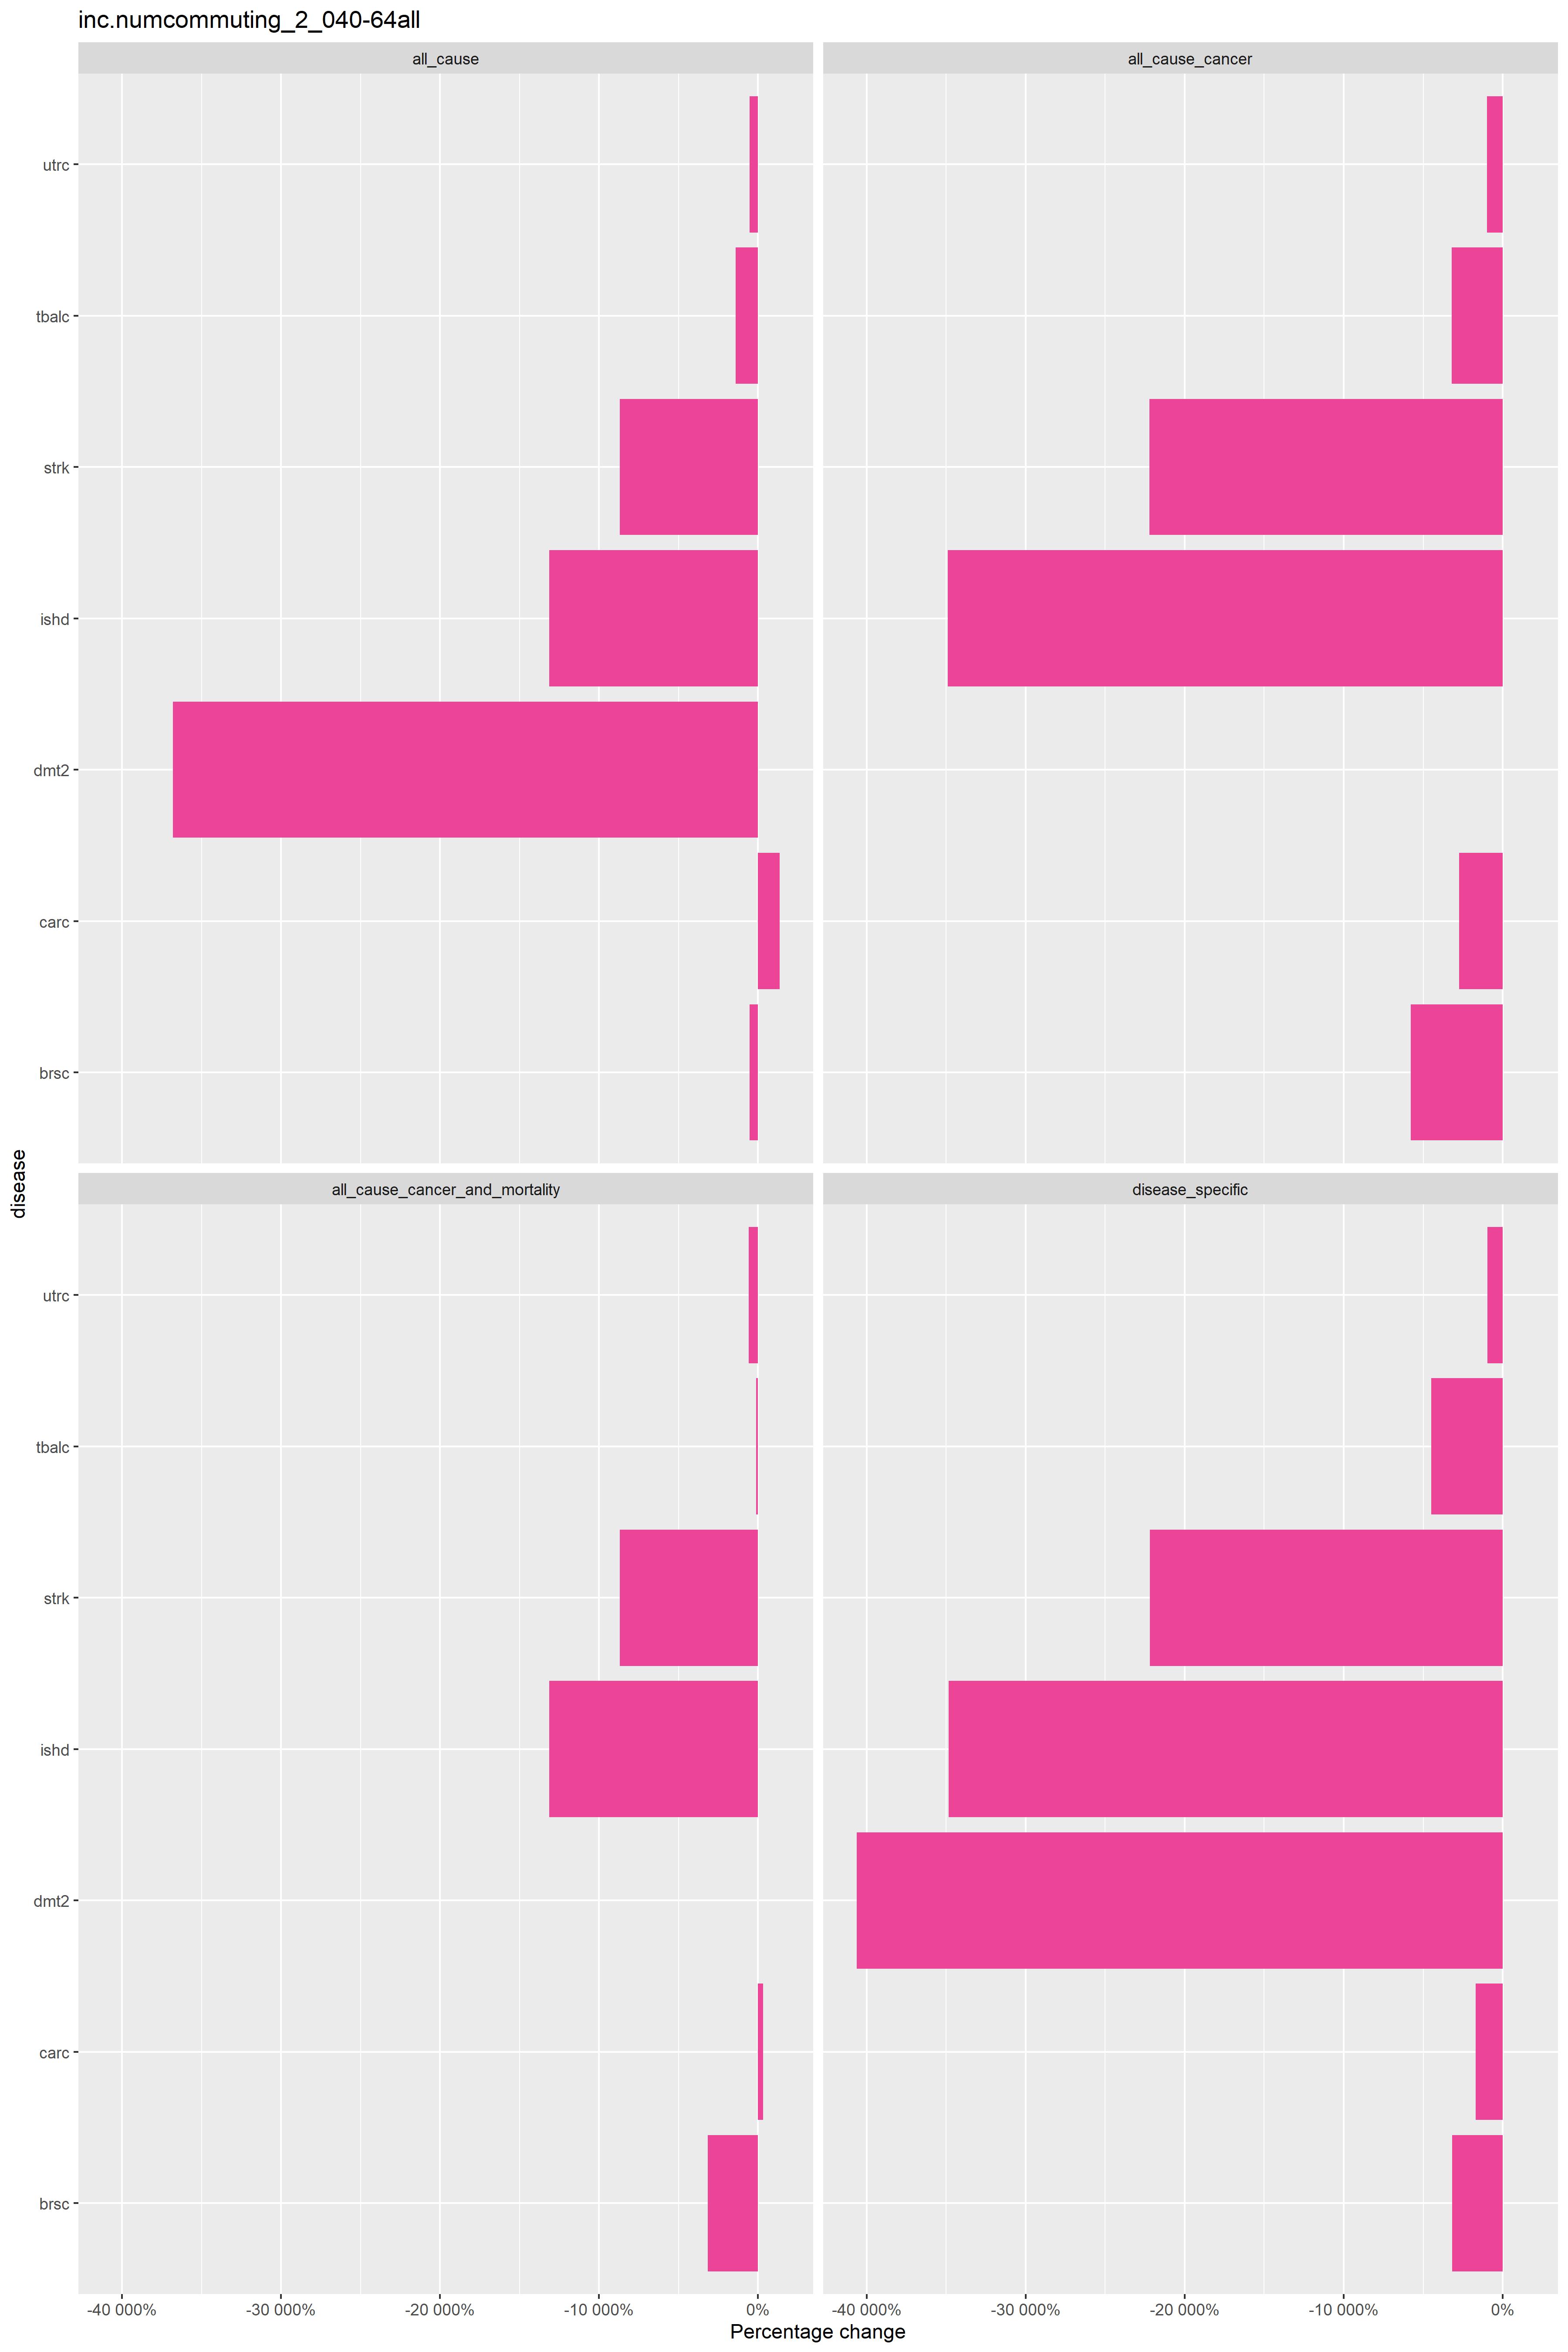 inc.numcommuting_2_040-64all
all_cause
all_cause_cancer
utrc
tbalc
strk
ishd
dmt2
carc
brsc
disease
all_cause_cancer_and_mortality
disease_specific
utrc
tbalc
strk
ishd
dmt2
carc
brsc
-40 000% -30 000% -20 000% -10 000% 0%
-40 000% -30 000% -20 000% -10 000% 0%
Percentage change